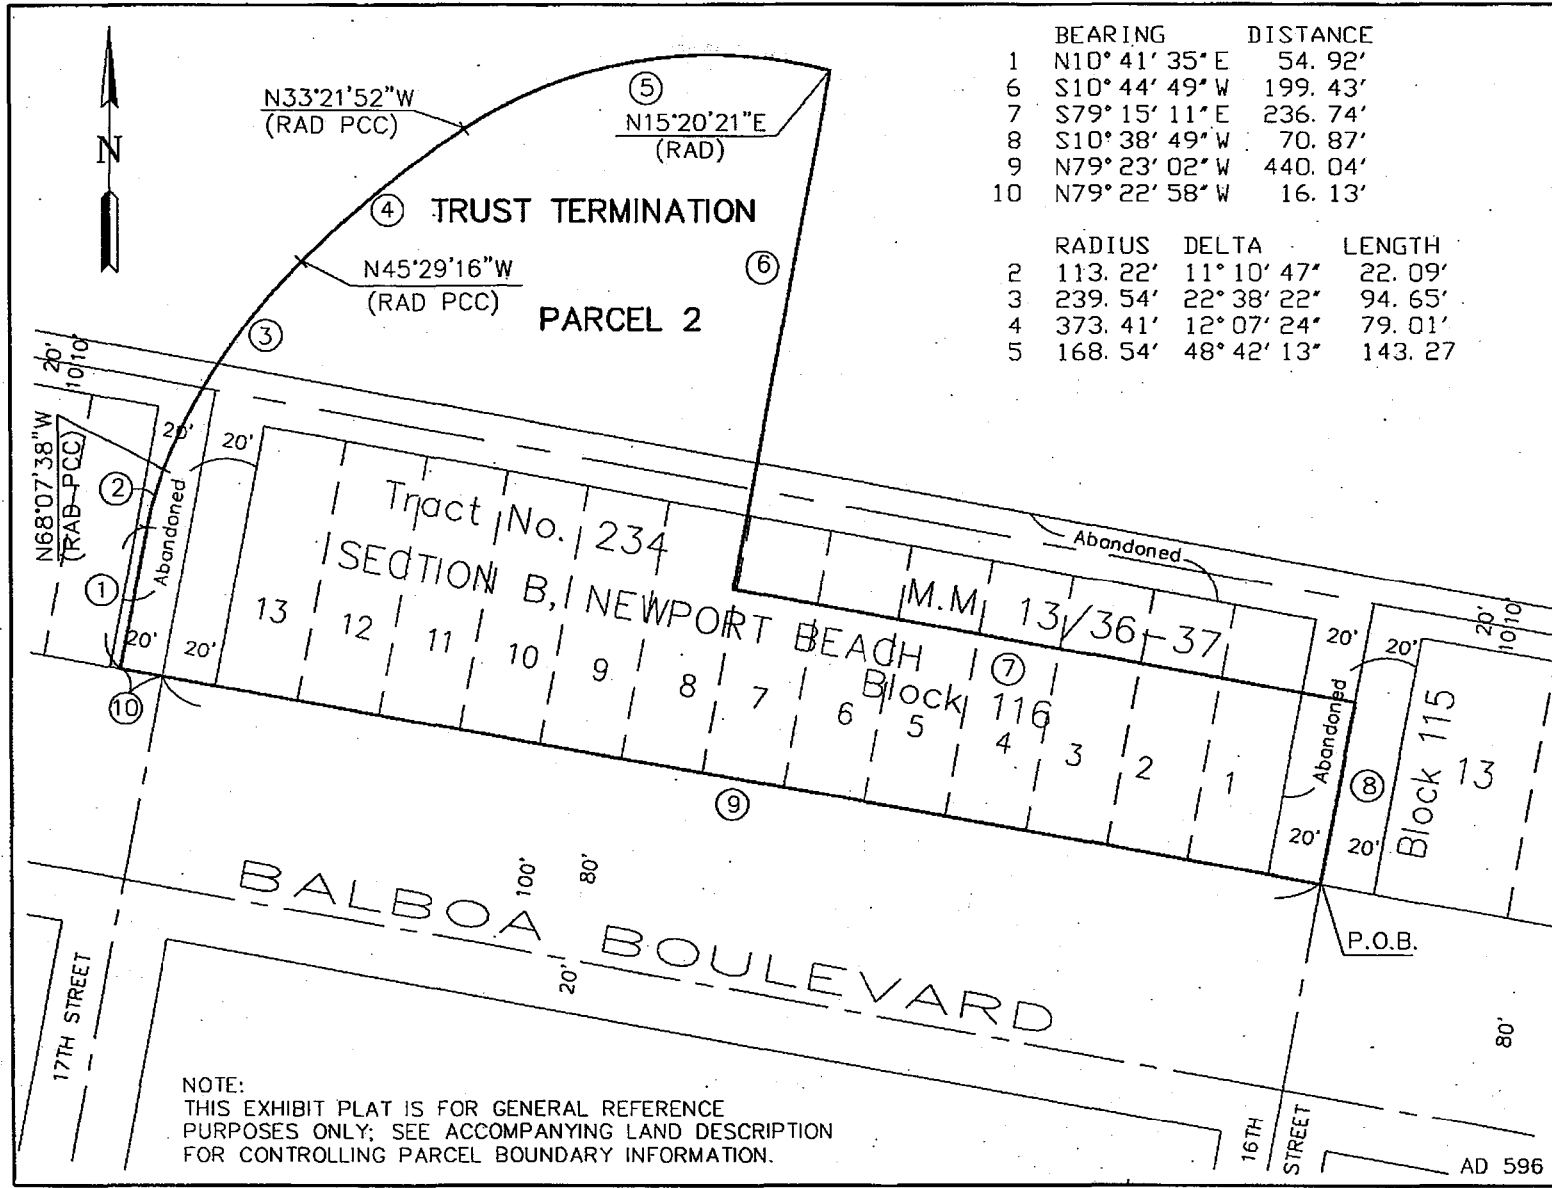 BEARING DISTANCE
1 N10° 41' 35" E 54. 92'
6 S10° 44' 49" W 199. 43'
7 S79° 15' 11" E 236. 74'
8 S10° 38' 49" W 70. 87'
9 N79° 23' 02" W 440. 04'
10 N79° 22' 58" W 16. 13'
RADIUS DELTA LENGTH
2 113. 22' 11° 10' 47" 22. 09'
3 239. 54' 22° 38' 22" 94. 65'
4 373. 41' 12° 07' 24" 79. 01'
5 168. 54' 48° 42' 13" 143. 27
N
N33°21'52"W
(RAD PCC)
5
N15°20'21"E
(RAD)
4
TRUST TERMINATION
6
N45°29'16"W
(RAD PCC)
PARCEL 2
3
20'
10'
10'
N68°07'38"W
(RAD PCC)
20'
20'
2
Abandoned
1
20'
20'
10
Tract No. 234
SECTION B, NEWPORT BEACH
M.M. 13/36-37
Block 116
Abandoned
13
12
11
10
9
8
7
6
5
4
3
2
1
7
9
20'
20'
20'
10'
10'
Abandoned
8
20'
20'
Block 115
13
P.O.B.
BALBOA BOULEVARD
100'
80'
20'
80'
17TH STREET
16TH
STREET
NOTE:
THIS EXHIBIT PLAT IS FOR GENERAL REFERENCE
PURPOSES ONLY; SEE ACCOMPANYING LAND DESCRIPTION
FOR CONTROLLING PARCEL BOUNDARY INFORMATION.
AD 596